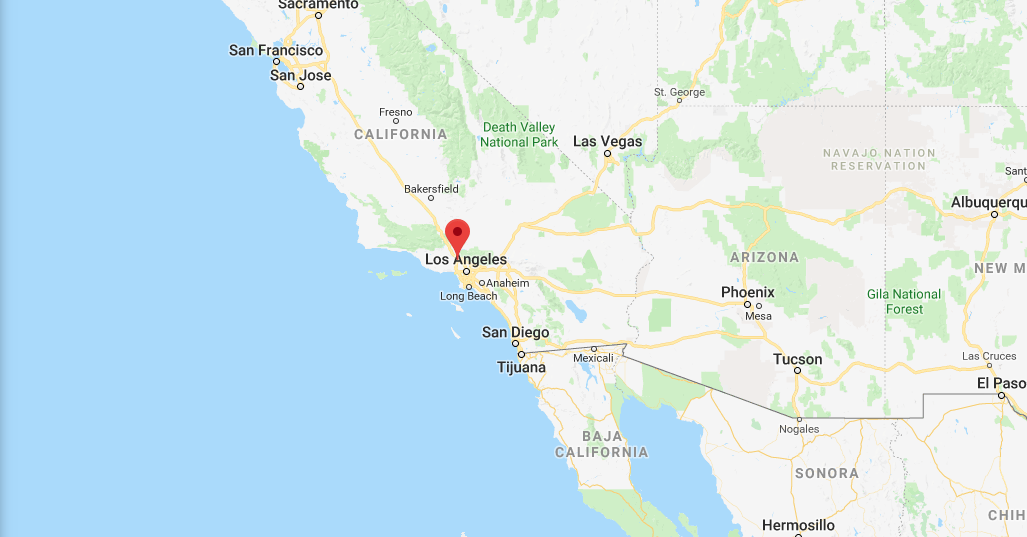 Sacramento
San Francisco
San Jose
St. George
Fresno
CALIFORNIA
Death Valley
National Park
Las Vegas
NAVAJO NATION
RESERVATION
Sant
Bakersfield
Albuquerqu
Los Angeles
ARIZONA
NEW M
Anaheim
Long Beach
Phoenix
Mesa
Gila National
Forest
San Diego
Tijuana
Mexicali
Tucson
Las Cruces
El Paso
Nogales
BAJA
CALIFORNIA
SONORA
CHIH
Hermosillo